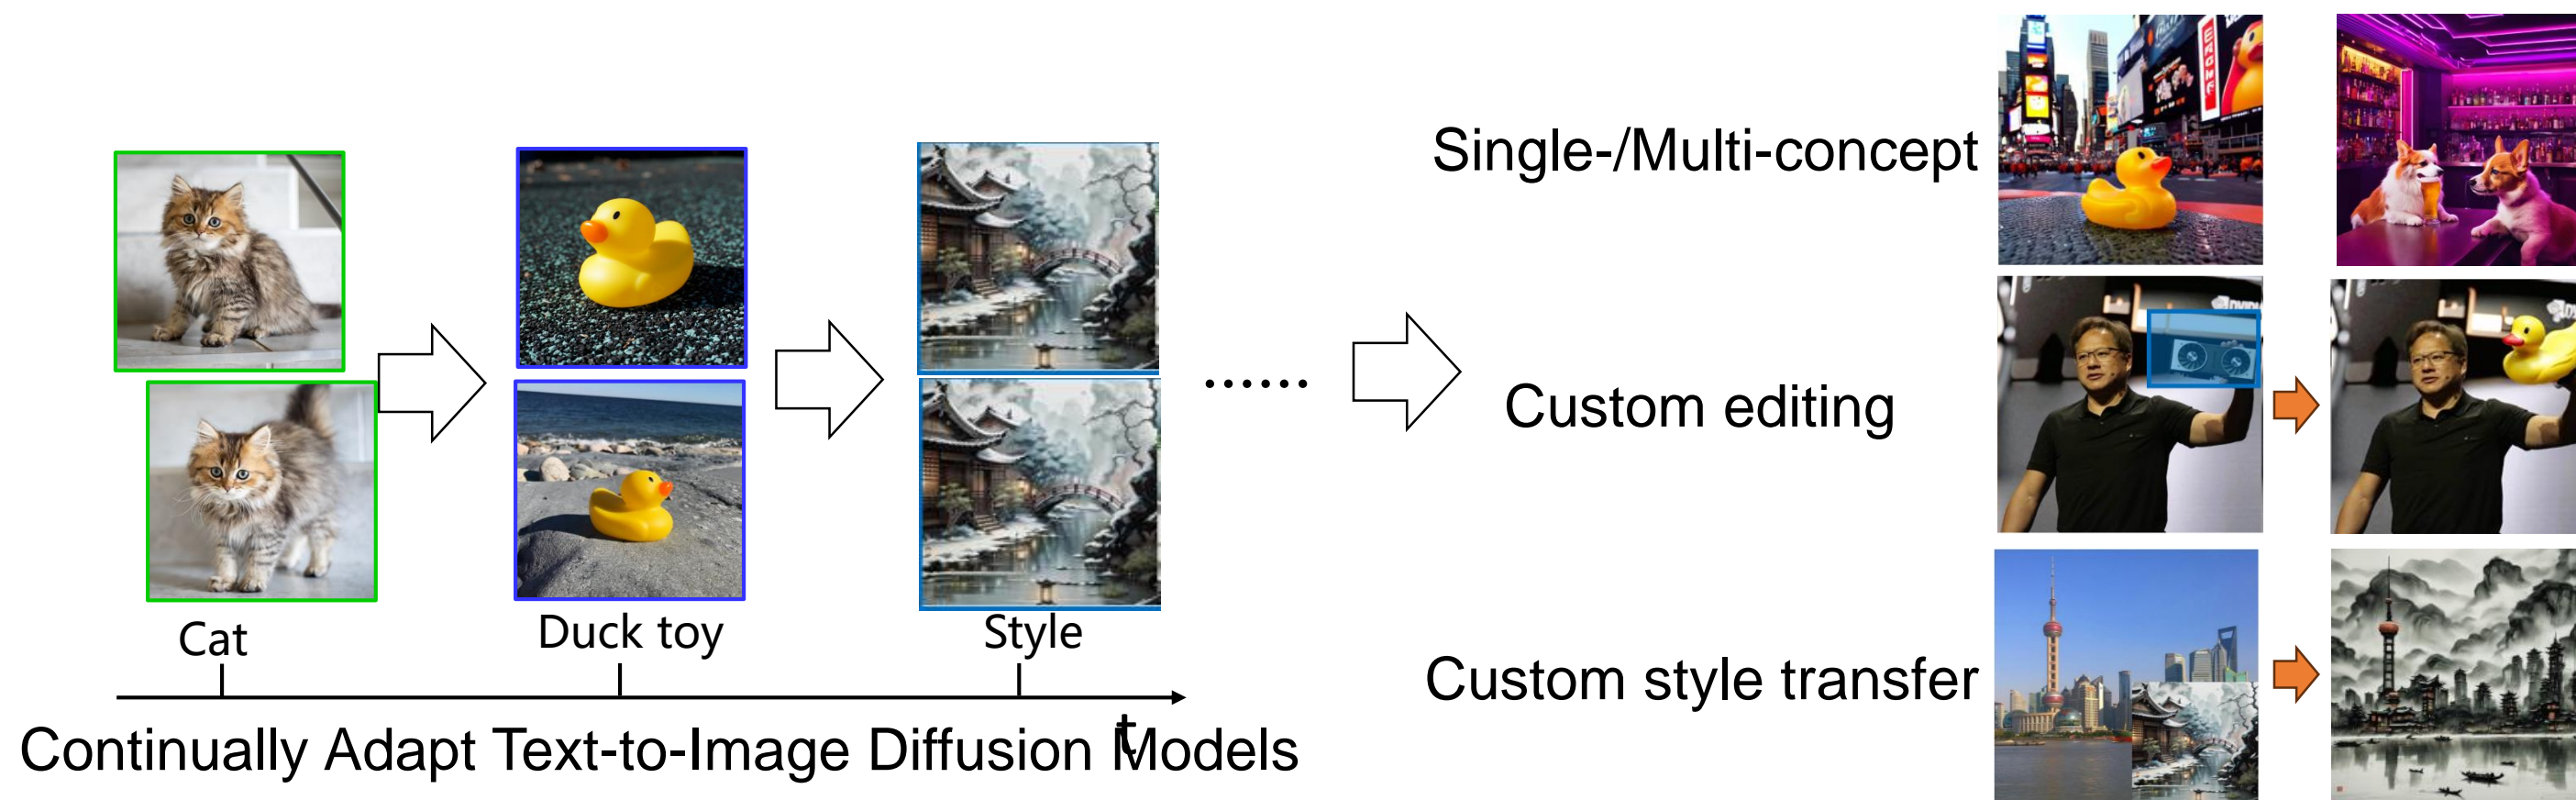 Single-/Multi-concept
Custom editing
Cat
Duck toy
Style
Custom style transfer
t
Continually Adapt Text-to-Image Diffusion Models